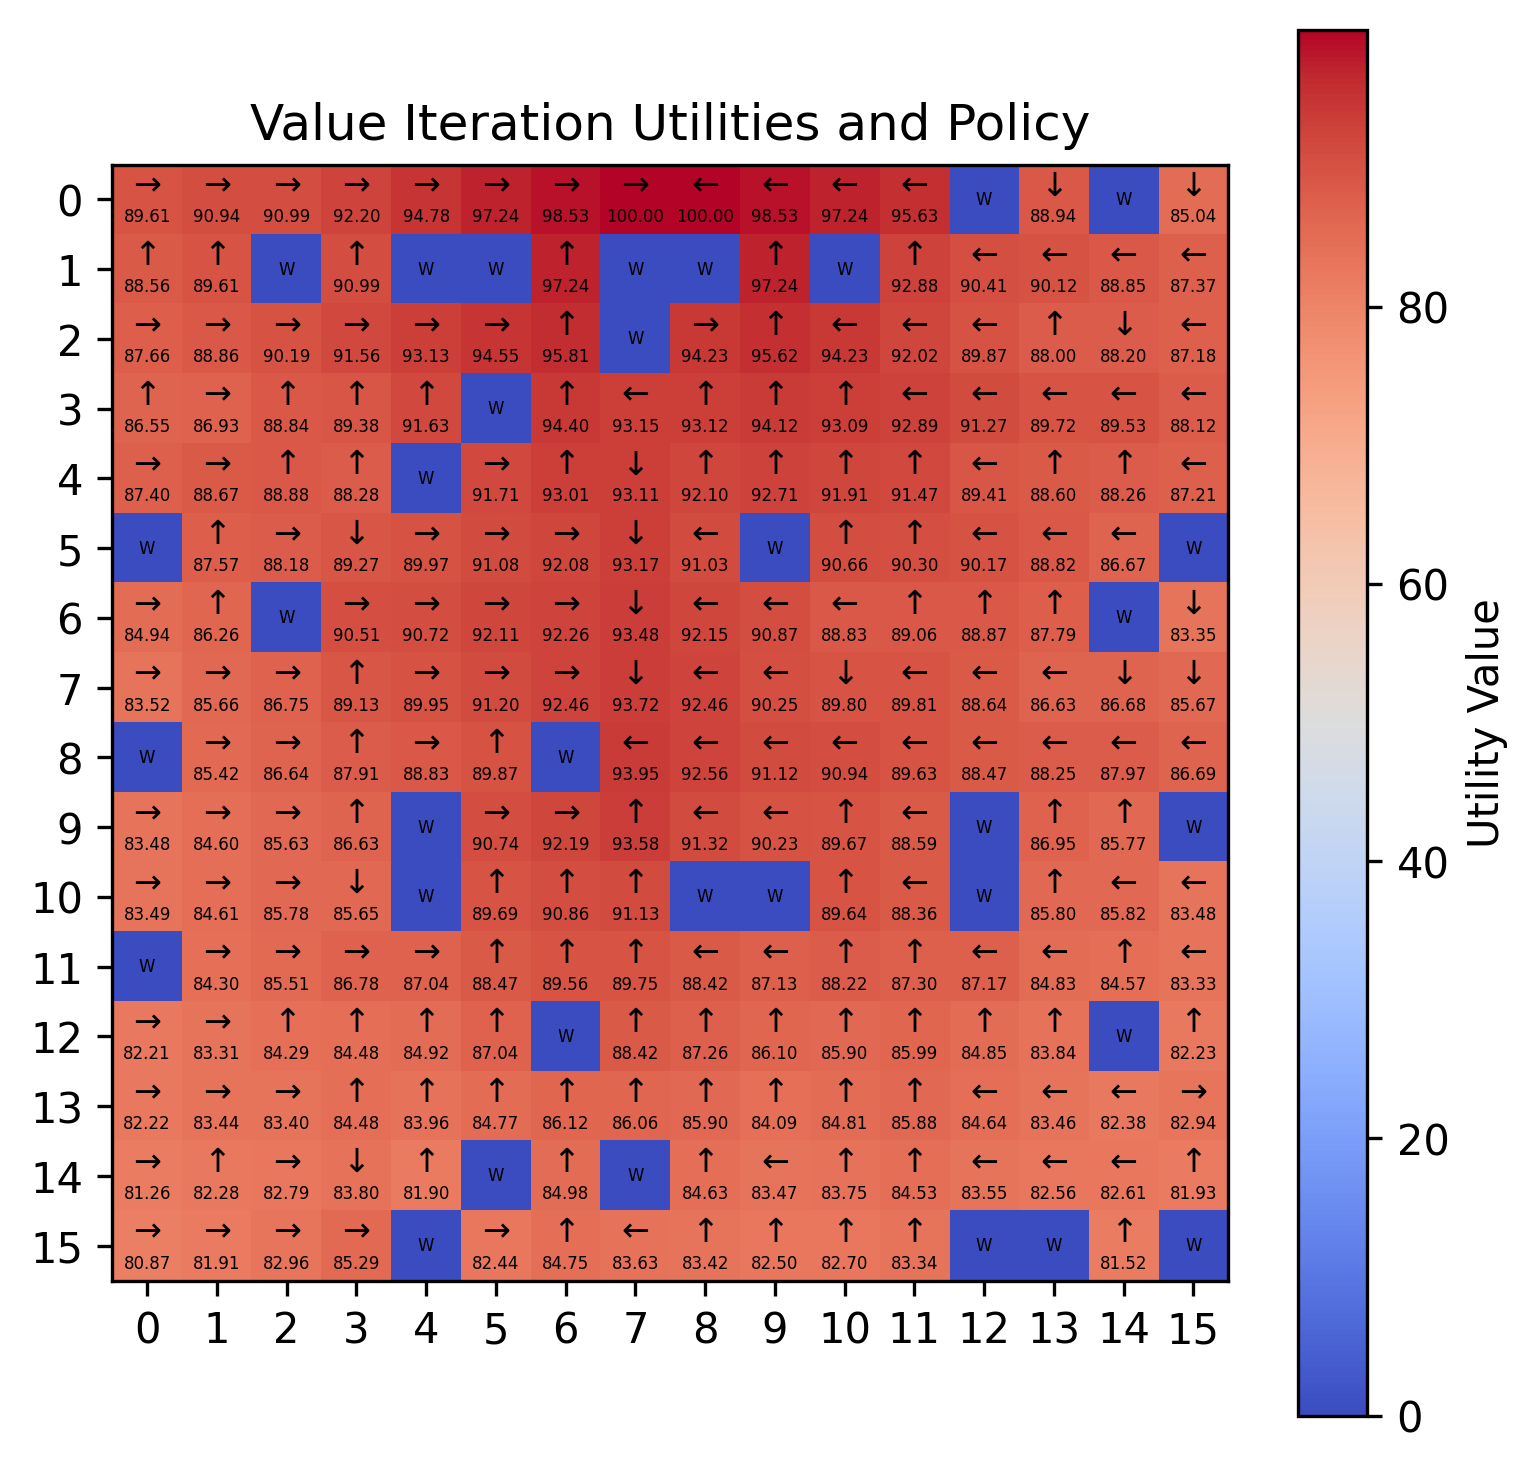 Value Iteration Utilities and Policy
0 → → → → → → → → ← ← ← ← W ↓ W ↓
89.61 90.94 90.99 92.20 94.78 97.24 98.53 100.00 100.00 98.53 97.24 95.63 88.94 85.04
1 ↑ ↑ W ↑ W W ↑ W W ↑ W ↑ ← ← ← ←
88.56 89.61 90.99 97.24 97.24 92.88 90.41 90.12 88.85 87.37
2 → → → → → → ↑ W → ↑ ← ← ← ↑ ↓ ←
87.66 88.86 90.19 91.56 93.13 94.55 95.81 94.23 95.62 94.23 92.02 89.87 88.00 88.20 87.18
3 ↑ → ↑ ↑ ↑ W ↑ ← ↑ ↑ ↑ ← ← ← ← ←
86.55 86.93 88.84 89.38 91.63 94.40 93.15 93.12 94.12 93.09 92.89 91.27 89.72 89.53 88.12
4 → → ↑ ↑ W → ↑ ↓ ↑ ↑ ↑ ↑ ← ↑ ↑ ←
87.40 88.67 88.88 88.28 91.71 93.01 93.11 92.10 92.71 91.91 91.47 89.41 88.60 88.26 87.21
5 W ↑ → ↓ → → → ↓ ← W ↑ ↑ ← ← ← W
87.57 88.18 89.27 89.97 91.08 92.08 93.17 91.03 90.66 90.30 90.17 88.82 86.67
6 → ↑ W → → → → ↓ ← ← ← ↑ ↑ ↑ W ↓
84.94 86.26 90.51 90.72 92.11 92.26 93.48 92.15 90.87 88.83 89.06 88.87 87.79 83.35
7 → → → ↑ → → → ↓ ← ← ↓ ← ← ← ↓ ↓
83.52 85.66 86.75 89.13 89.95 91.20 92.46 93.72 92.46 90.25 89.80 89.81 88.64 86.63 86.68 85.67
8 W → → ↑ → ↑ W ← ← ← ← ← ← ← ← ←
85.42 86.64 87.91 88.83 89.87 93.95 92.56 91.12 90.94 89.63 88.47 88.25 87.97 86.69
9 → → → ↑ W → → ↑ ← ← ↑ ← W ↑ ↑ W
83.48 84.60 85.63 86.63 90.74 92.19 93.58 91.32 90.23 89.67 88.59 86.95 85.77
10 → → → ↓ W ↑ ↑ ↑ W W ↑ ← W ↑ ← ←
83.49 84.61 85.78 85.65 89.69 90.86 91.13 89.64 88.36 85.80 85.82 83.48
11 W → → → → ↑ ↑ ↑ ← ← ↑ ↑ ← ← ↑ ←
84.30 85.51 86.78 87.04 88.47 89.56 89.75 88.42 87.13 88.22 87.30 87.17 84.83 84.57 83.33
12 → → ↑ ↑ ↑ ↑ W ↑ ↑ ↑ ↑ ↑ ↑ ↑ W ↑
82.21 83.31 84.29 84.48 84.92 87.04 88.42 87.26 86.10 85.90 85.99 84.85 83.84 82.23
13 → → → ↑ ↑ ↑ ↑ ↑ ↑ ↑ ↑ ↑ ← ← ← →
82.22 83.44 83.40 84.48 83.96 84.77 86.12 86.06 85.90 84.09 84.81 85.88 84.64 83.46 82.38 82.94
14 → ↑ → ↓ ↑ W ↑ W ↑ ← ↑ ↑ ← ← ← ↑
81.26 82.28 82.79 83.80 81.90 84.98 84.63 83.47 83.75 84.53 83.55 82.56 82.61 81.93
15 → → → → W → ↑ ← ↑ ↑ ↑ ↑ W W ↑ W
80.87 81.91 82.96 85.29 82.44 84.75 83.63 83.42 82.50 82.70 83.34 81.52
0 1 2 3 4 5 6 7 8 9 10 11 12 13 14 15
80
60
40
20
0
Utility Value